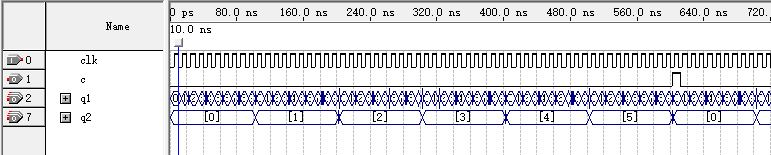 Name
0 ps 80.0 ns 160.0 ns 240.0 ns 320.0 ns 400.0 ns 480.0 ns 560.0 ns 640.0 ns 720.
10.0 ns
0 clk
1 c
2 q1
7 q2 [0] [1] [2] [3] [4] [5] [0]